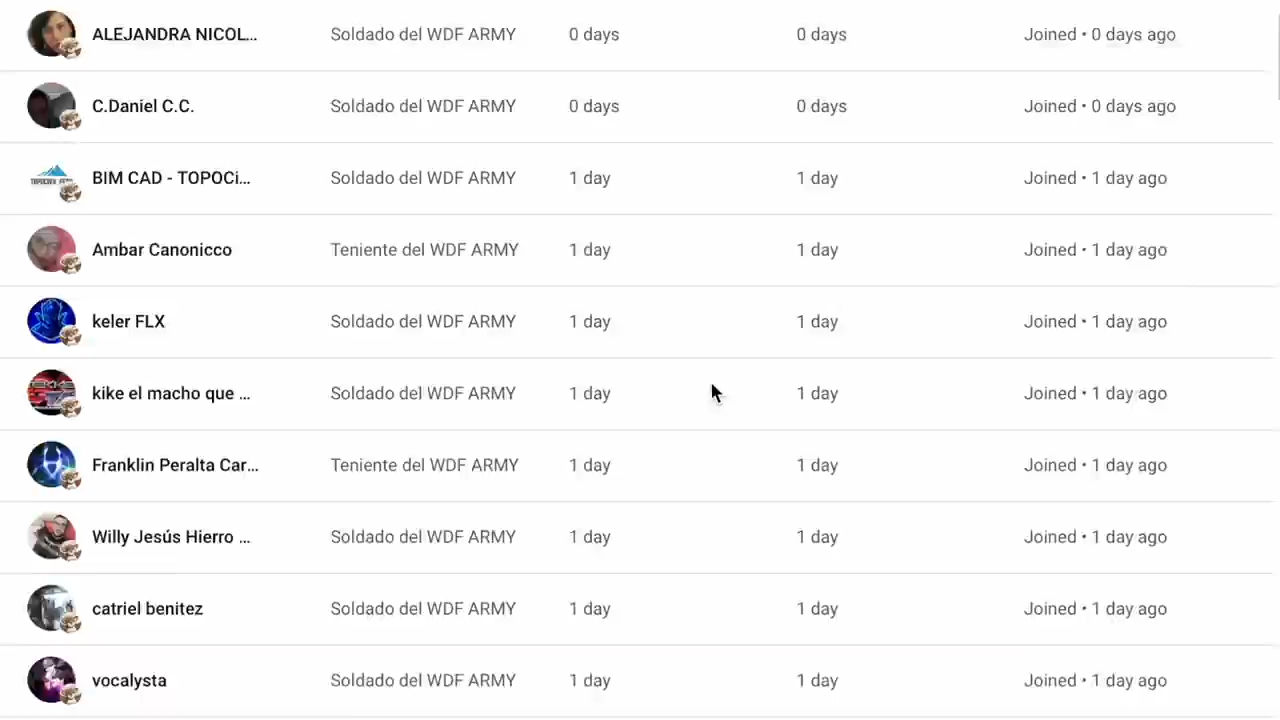 ALEJANDRA NICOL... Soldado del WDF ARMY 0 days 0 days Joined • 0 days ago
C.Daniel C.C. Soldado del WDF ARMY 0 days 0 days Joined • 0 days ago
BIM CAD - TOPOCi... Soldado del WDF ARMY 1 day 1 day Joined • 1 day ago
Ambar Canonicco Teniente del WDF ARMY 1 day 1 day Joined • 1 day ago
keler FLX Soldado del WDF ARMY 1 day 1 day Joined • 1 day ago
kike el macho que ... Soldado del WDF ARMY 1 day 1 day Joined • 1 day ago
Franklin Peralta Car... Teniente del WDF ARMY 1 day 1 day Joined • 1 day ago
Willy Jesús Hierro ... Soldado del WDF ARMY 1 day 1 day Joined • 1 day ago
catriel benitez Soldado del WDF ARMY 1 day 1 day Joined • 1 day ago
vocalysta Soldado del WDF ARMY 1 day 1 day Joined • 1 day ago